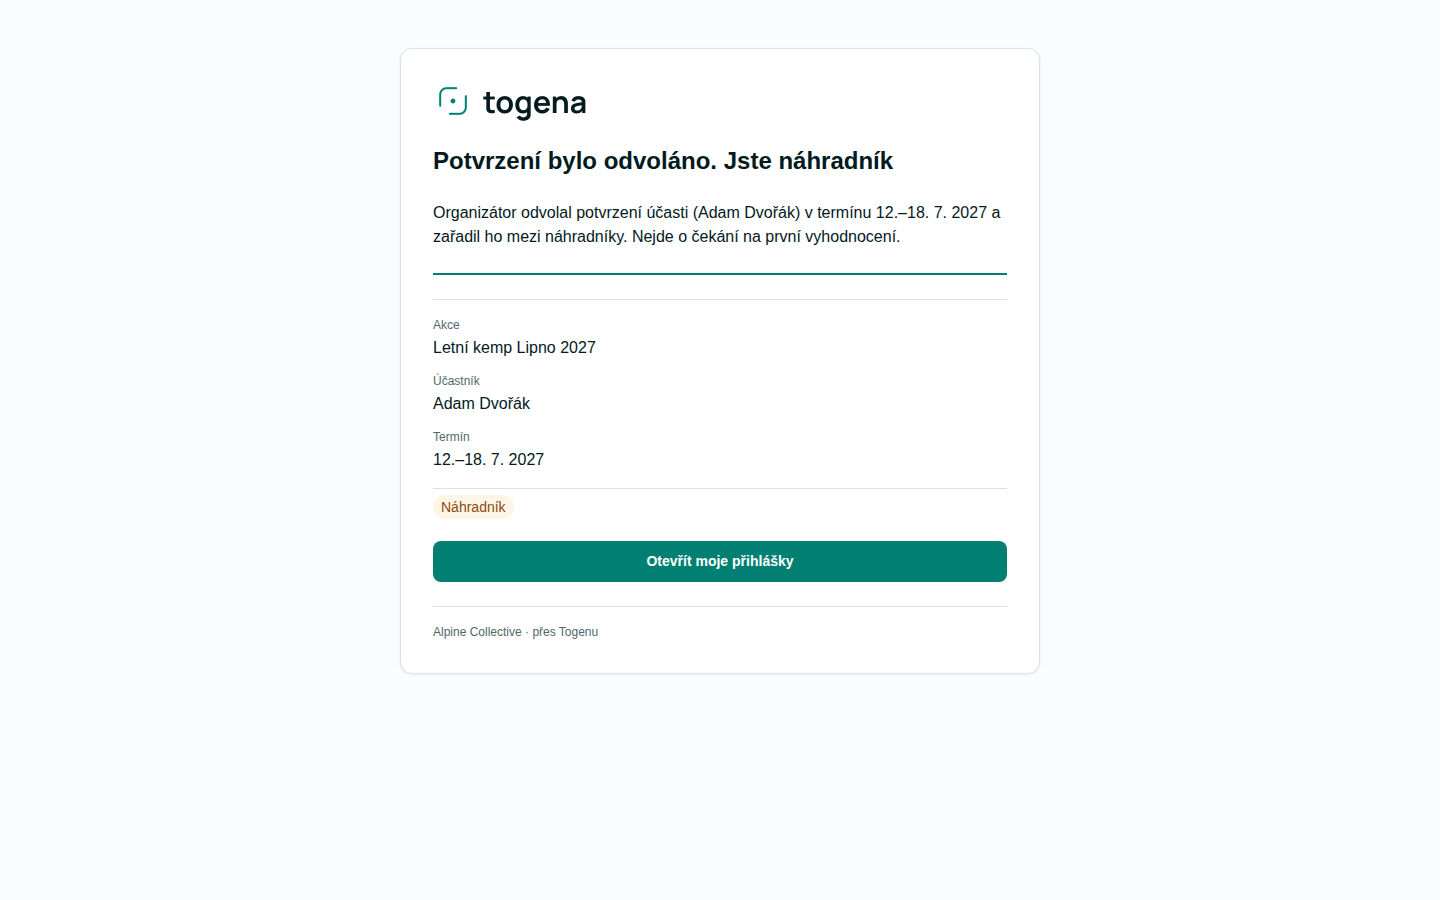 togena
Potvrzení bylo odvoláno. Jste náhradník
Organizátor odvolal potvrzení účasti (Adam Dvořák) v termínu 12.–18. 7. 2027 a
zařadil ho mezi náhradníky. Nejde o čekání na první vyhodnocení.
Akce
Letní kemp Lipno 2027
Účastník
Adam Dvořák
Termín
12.–18. 7. 2027
Náhradník
Otevřít moje přihlášky
Alpine Collective · přes Togenu